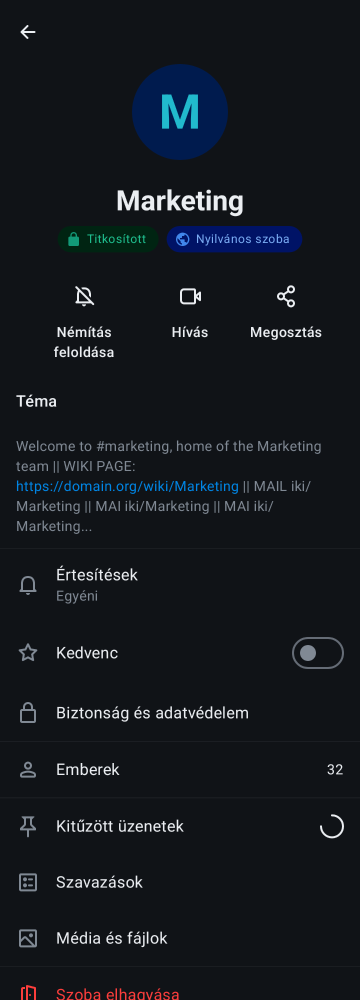 M
Marketing
Titkosított
Nyilvános szoba
Némítás
feloldása
Hívás
Megosztás
Téma
Welcome to #marketing, home of the Marketing
team || WIKI PAGE:
https://domain.org/wiki/Marketing || MAIL iki/
Marketing || MAI iki/Marketing || MAI iki/
Marketing...
Értesítések
Egyéni
Kedvenc
Biztonság és adatvédelem
Emberek
32
Kitűzött üzenetek
Szavazások
Média és fájlok
Szoba elhagyása